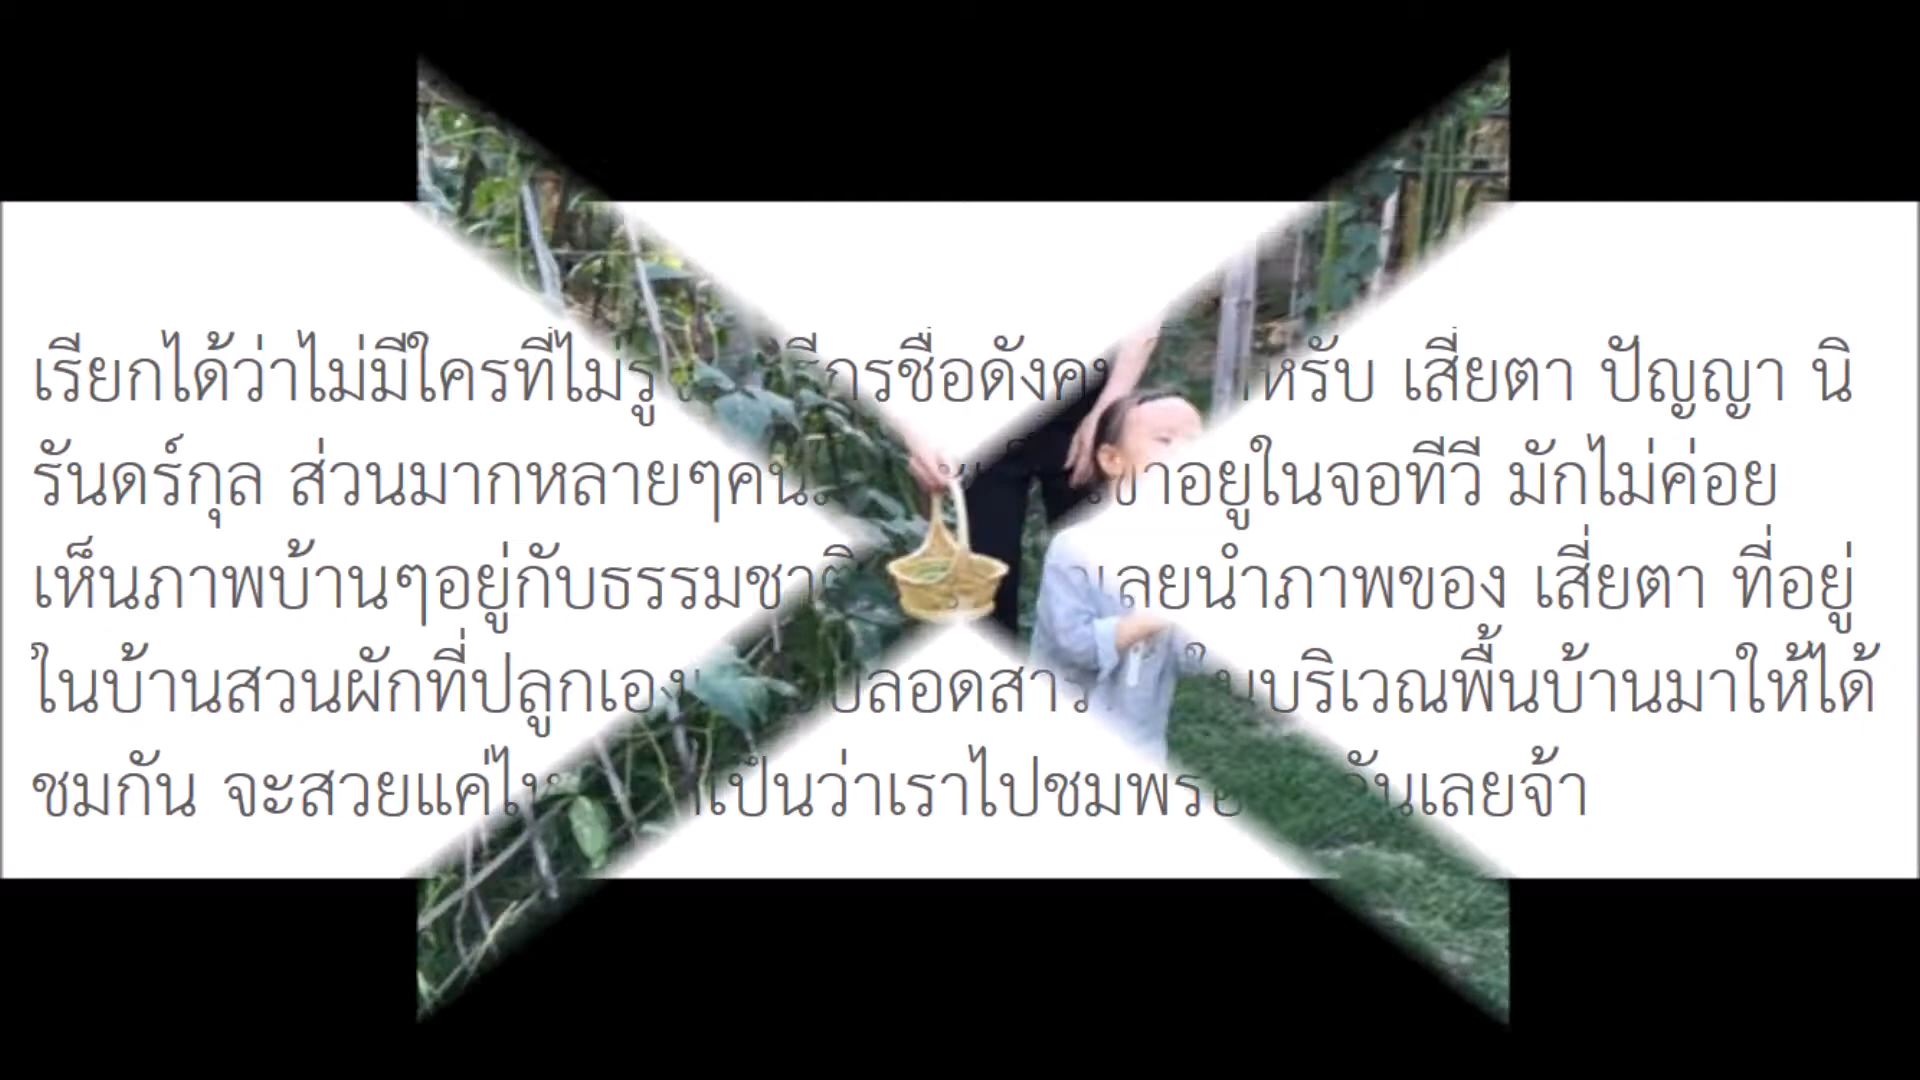 เรียกได้ว่าไม่มีใครที่ไม่รู้ กรชื่อดังคน หรับ เสี่ยตา ปัญญา นิ
รันดร์กุล ส่วนมากหลายๆคน อยู่ในจอทีวี มักไม่ค่อย
เห็นภาพบ้านๆอยู่กับธรรมชาติ เลยนำภาพของ เสี่ยตา ที่อยู่
ในบ้านสวนผักที่ปลูกเอง ปลอดสาร บริเวณพื้นบ้านมาให้ได้
ชมกัน จะสวยแค่ไหน เป็นว่าเราไปชมพร้อม กันเลยจ้า